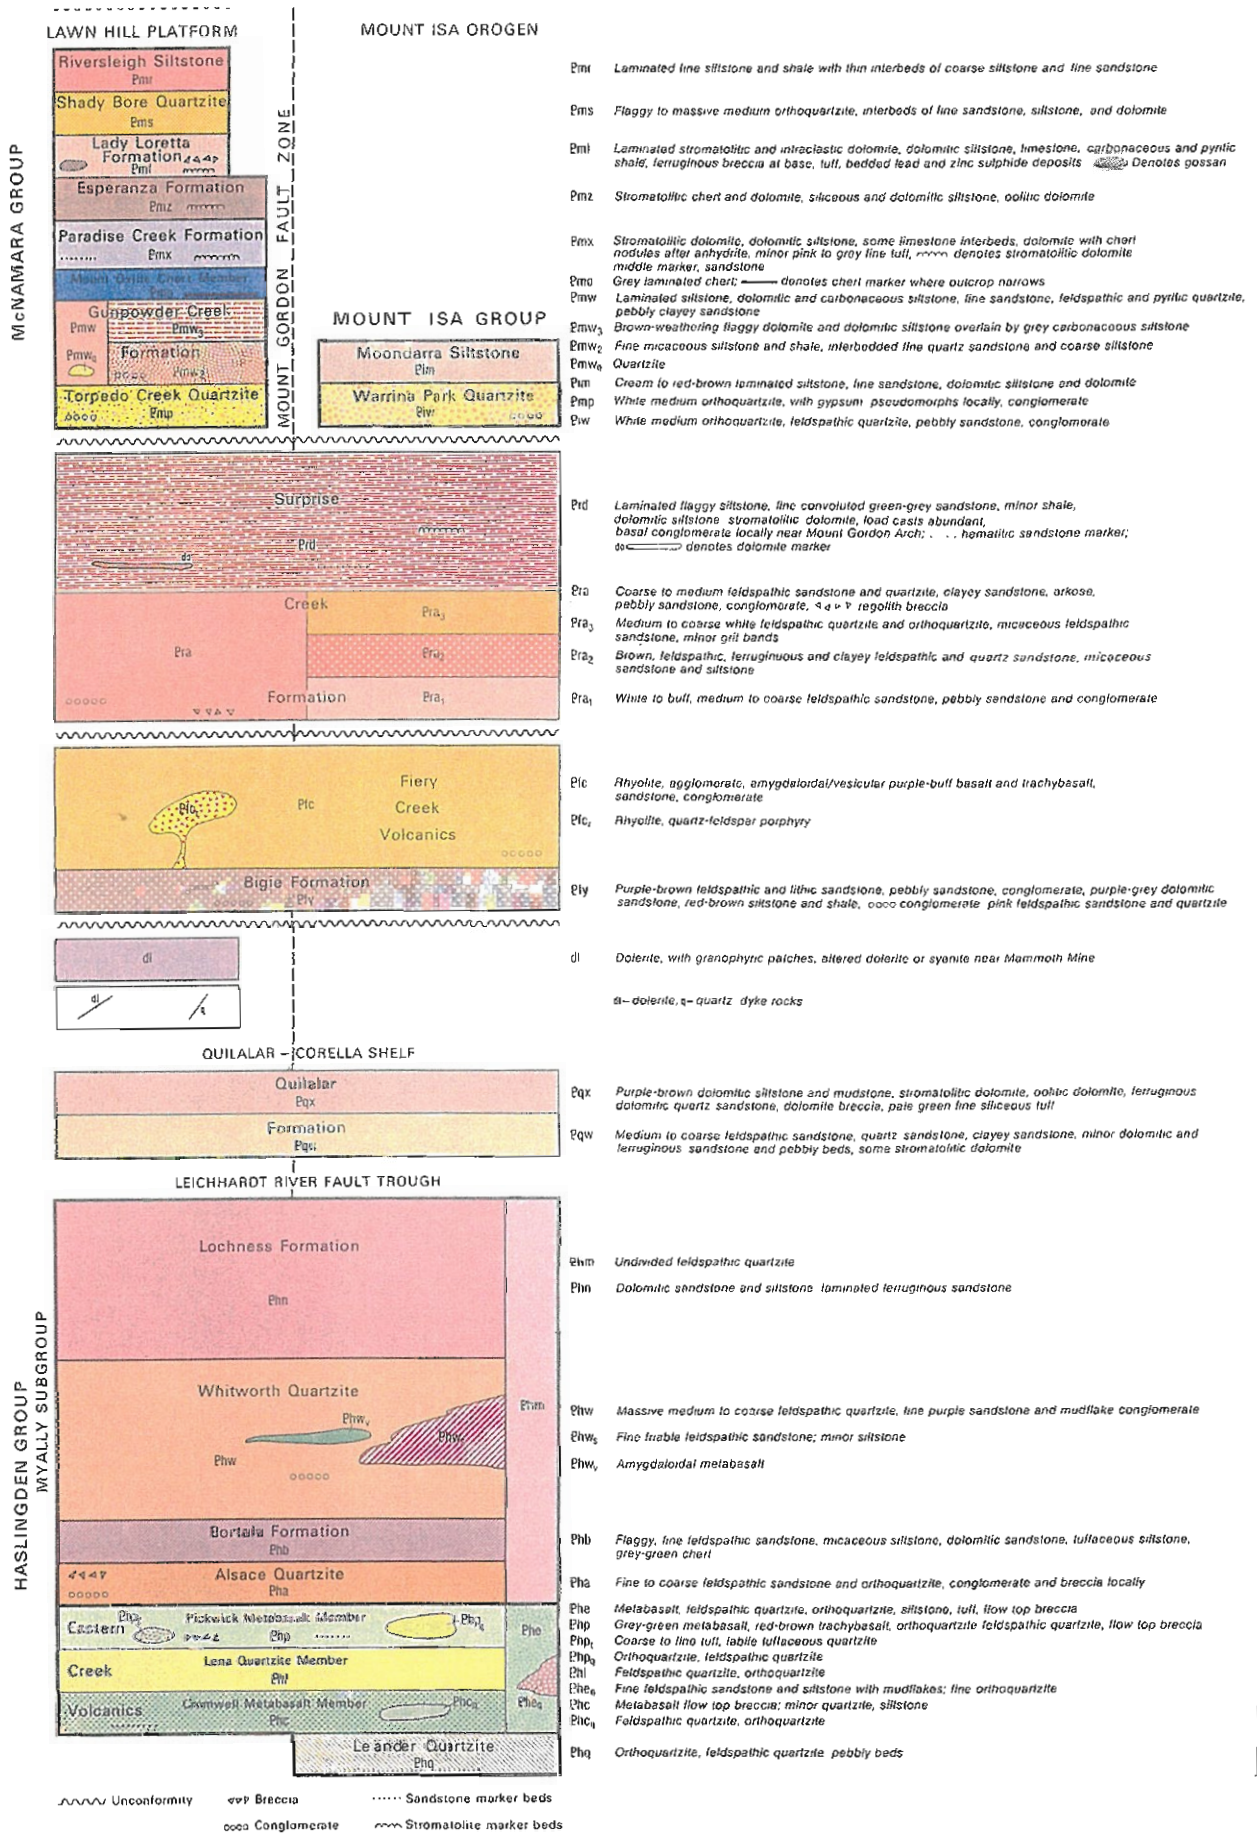 LAWN HILL PLATFORM
MOUNT ISA OROGEN
McNAMARA GROUP
MOUNT GORDON FAULT ZONE
Riversleigh Siltstone
Pmr
Shady Bore Quartzite
Pms
Lady Loretta
Formation
Pml
Esperanza Formation
Pmz
Paradise Creek Formation
Pmx
Mount Oxide Chert Member
Gunpowder Creek
Pmw
Pmw3
Formation
Torpedo Creek Quartzite
Pmp
MOUNT ISA GROUP
Moondarra Siltstone
Pim
Warrina Park Quartzite
Piw
Pmr Laminated fine siltstone and shale with thin interbeds of coarse siltstone and fine sandstone
Pms Flaggy to massive medium orthoquartzite, interbeds of fine sandstone, siltstone, and dolomite
Pml Laminated stromatolitic and intraclastic dolomite, dolomitic siltstone, limestone, carbonaceous and pyritic
shale, ferruginous breccia at base, tuff, bedded lead and zinc sulphide deposits Denotes gossan
Pmz Stromatolitic chert and dolomite, siliceous and dolomitic siltstone, oolitic dolomite
Pmx Stromatolitic dolomite, dolomitic siltstone, some limestone interbeds, dolomite with chert
nodules after anhydrite, minor pink to grey fine tuff, denotes stromatolitic dolomite
middle marker, sandstone
Pmo Grey laminated chert; denotes chert marker where outcrop narrows
Pmw Laminated siltstone, dolomitic and carbonaceous siltstone, fine sandstone, feldspathic and pyritic quartzite,
pebbly clayey sandstone
Pmw3 Brown-weathering flaggy dolomite and dolomitic siltstone overlain by grey carbonaceous siltstone
Pmw2 Fine micaceous siltstone and shale, interbedded fine quartz sandstone and coarse siltstone
Pmwq Quartzite
Pim Cream to red-brown laminated siltstone, fine sandstone, dolomitic siltstone and dolomite
Pmp White medium orthoquartzite, with gypsum pseudomorphs locally, conglomerate
Piw White medium orthoquartzite, feldspathic quartzite, pebbly sandstone, conglomerate
Surprise
Prd
do
Creek
Pra
Pra3
Pra2
Formation
Pra1
Prd Laminated flaggy siltstone, fine convoluted green-grey sandstone, minor shale,
dolomitic siltstone stromatolitic dolomite, load casts abundant,
basal conglomerate locally near Mount Gordon Arch; . . . hematitic sandstone marker;
do denotes dolomite marker
Pra Coarse to medium feldspathic sandstone and quartzite, clayey sandstone, arkose,
pebbly sandstone, conglomerate, regolith breccia
Pra3 Medium to coarse white feldspathic quartzite and orthoquartzite, micaceous feldspathic
sandstone, minor grit bands
Pra2 Brown, feldspathic, ferruginuous and clayey feldspathic and quartz sandstone, micaceous
sandstone and siltstone
Pra1 White to buff, medium to coarse feldspathic sandstone, pebbly sandstone and conglomerate
Fiery
Creek
Volcanics
Pfc
Pfcr
Bigie Formation
Pfy
Pfc Rhyolite, agglomerate, amygdaloidal/vesicular purple-buff basalt and trachybasalt,
sandstone, conglomerate
Pfcr Rhyolite, quartz-feldspar porphyry
Pfy Purple-brown feldspathic and lithic sandstone, pebbly sandstone, conglomerate, purple-grey dolomitic
sandstone, red-brown siltstone and shale, conglomerate pink feldspathic sandstone and quartzite
dl
dl Dolerite, with granophyric patches, altered dolerite or syenite near Mammoth Mine
dl
q
dl–dolerite, q–quartz dyke rocks
QUILALAR – CORELLA SHELF
Quilalar
Pqx
Formation
Pqw
Pqx Purple-brown dolomitic siltstone and mudstone, stromatolitic dolomite, oolitic dolomite, ferruginous
dolomitic quartz sandstone, dolomite breccia, pale green fine siliceous tuff
Pqw Medium to coarse feldspathic sandstone, quartz sandstone, clayey sandstone, minor dolomitic and
ferruginous sandstone and pebbly beds, some stromatolitic dolomite
LEICHHARDT RIVER FAULT TROUGH
HASLINGDEN GROUP
MYALLY SUBGROUP
Lochness Formation
Phn
Whitworth Quartzite
Phwv
Phws
Phw
Phm
Bortala Formation
Phb
Alsace Quartzite
Pha
Eastern
Pickwick Metabasalt Member
Phpt
Php
Phpq
Phe
Creek
Lena Quartzite Member
Phl
Volcanics
Cromwell Metabasalt Member
Phc
Phcq
Pheq
Leander Quartzite
Phq
Phm Undivided feldspathic quartzite
Phn Dolomitic sandstone and siltstone laminated ferruginous sandstone
Phw Massive medium to coarse feldspathic quartzite, fine purple sandstone and mudflake conglomerate
Phws Fine friable feldspathic sandstone; minor siltstone
Phwv Amygdaloidal metabasalt
Phb Flaggy, fine feldspathic sandstone, micaceous siltstone, dolomitic sandstone, tuffaceous siltstone,
grey-green chert
Pha Fine to coarse feldspathic sandstone and orthoquartzite, conglomerate and breccia locally
Phe Metabasalt, feldspathic quartzite, orthoquartzite, siltstone, tuff, flow top breccia
Php Grey-green metabasalt, red-brown trachybasalt, orthoquartzite feldspathic quartzite, flow top breccia
Phpt Coarse to fine tuff, labile tuffaceous quartzite
Phpq Orthoquartzite, feldspathic quartzite
Phl Feldspathic quartzite, orthoquartzite
Pheq Fine feldspathic sandstone and siltstone with mudflakes; fine orthoquartzite
Phc Metabasalt flow top breccia; minor quartzite, siltstone
Phcq Feldspathic quartzite, orthoquartzite
Phq Orthoquartzite, feldspathic quartzite pebbly beds
Unconformity
Breccia
Sandstone marker beds
Conglomerate
Stromatolite marker beds